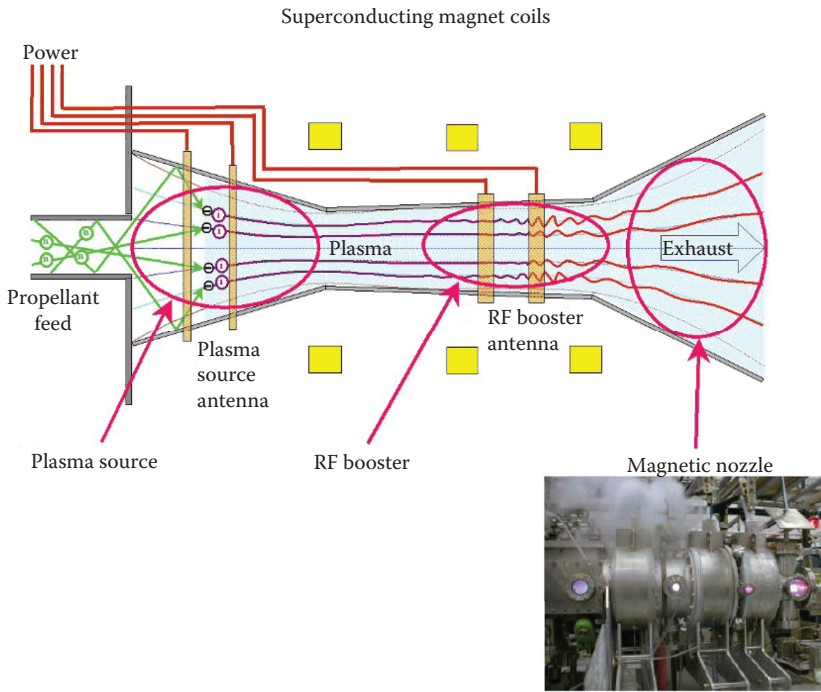 Superconducting magnet coils
Power
n
n
n
n
i
i
i
i
Plasma
Exhaust
Propellant
feed
Plasma
source
antenna
RF booster
antenna
Plasma source
RF booster
Magnetic nozzle